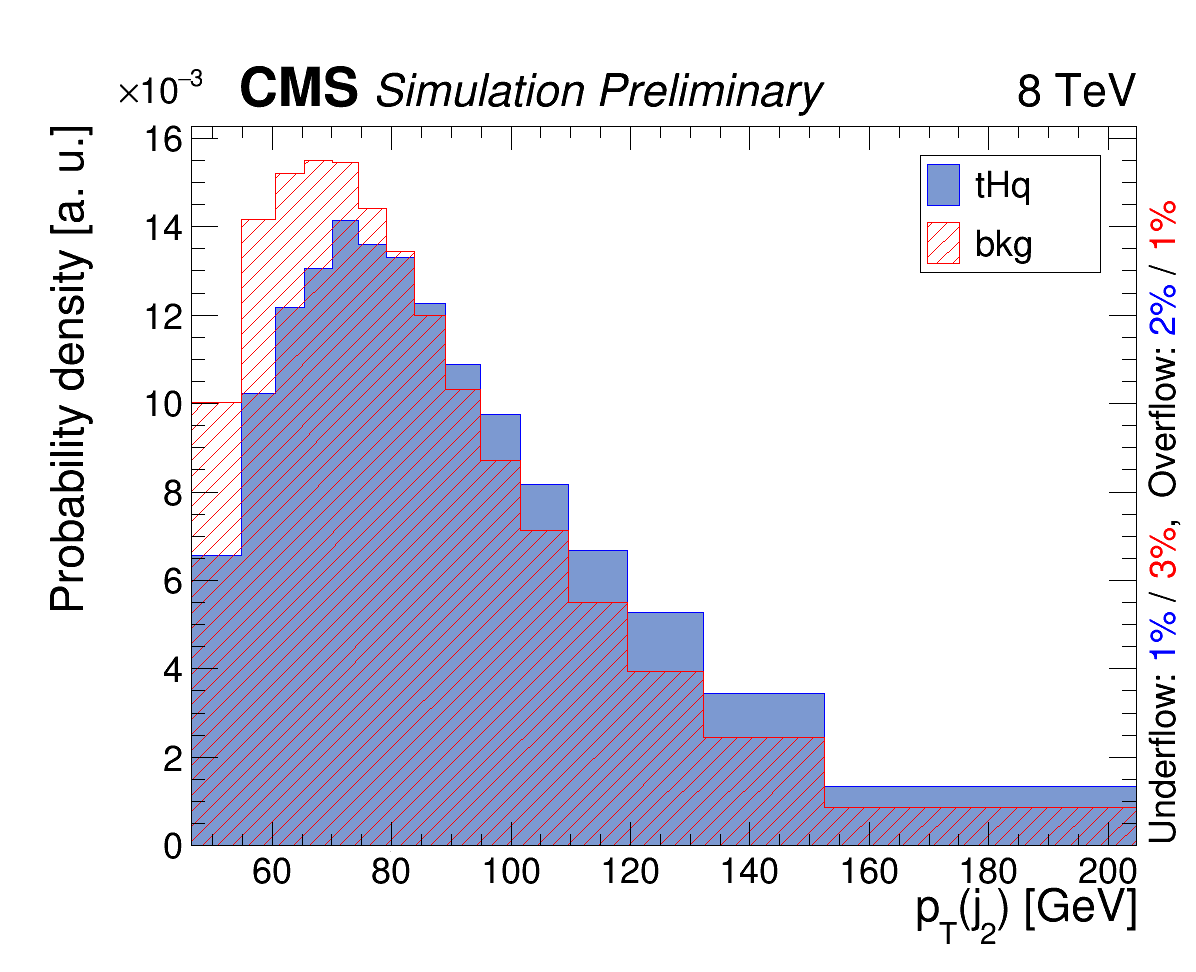 ×10⁻³ CMS Simulation Preliminary 8 TeV
Probability density [a. u.]
16
14
12
10
8
6
4
2
0
tHq
bkg
60 80 100 120 140 160 180 200
p_T(j_2) [GeV]
Underflow: 1% / 3%, Overflow: 2% / 1%